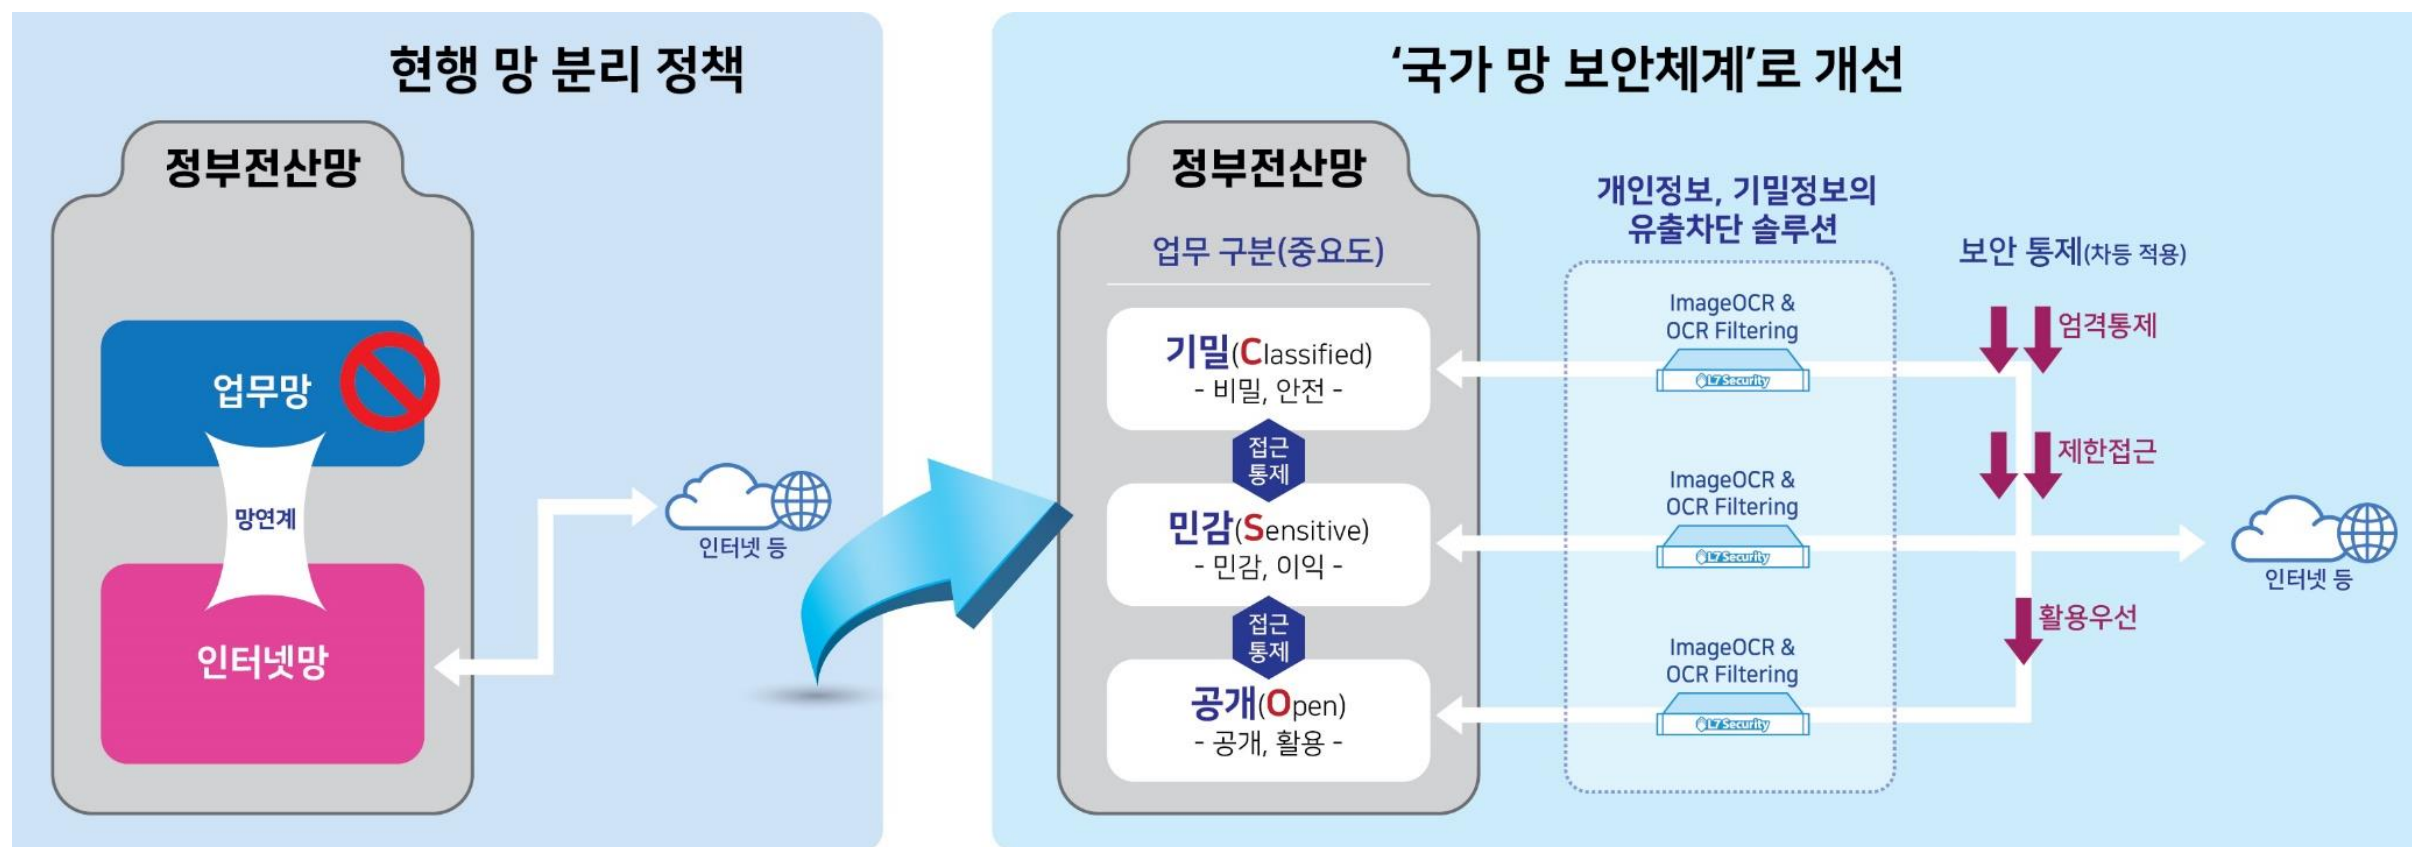 현행 망 분리 정책
정부전산망
업무망
망연계
인터넷망
인터넷 등
‘국가 망 보안체계’로 개선
정부전산망
업무 구분(중요도)
기밀(Classified)
- 비밀, 안전 -
접근
통제
민감(Sensitive)
- 민감, 이익 -
접근
통제
공개(Open)
- 공개, 활용 -
개인정보, 기밀정보의
유출차단 솔루션
ImageOCR &
OCR Filtering
L7 Security
ImageOCR &
OCR Filtering
L7 Security
ImageOCR &
OCR Filtering
L7 Security
보안 통제(차등 적용)
엄격통제
제한접근
활용우선
인터넷 등